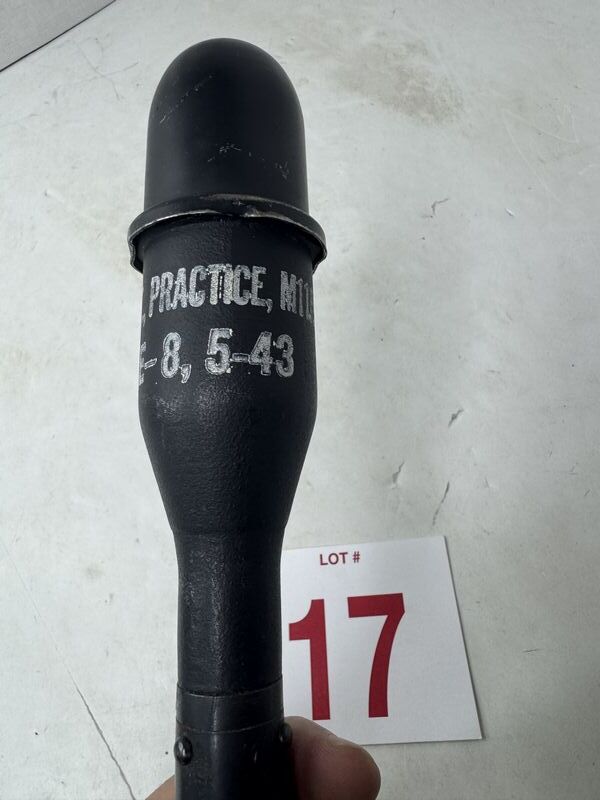 PRACTICE, M11
-8, 5-43
LOT #
17